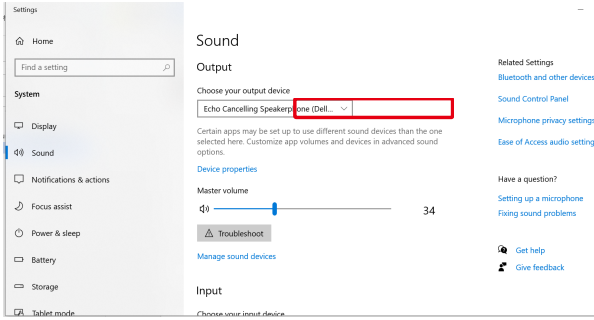 Settings
Home
Find a setting
System
Display
Sound
Notifications & actions
Focus assist
Power & sleep
Battery
Storage
Tablet mode
Sound
Output
Choose your output device
Echo Cancelling Speakerphone (Dell...
Certain apps may be set up to use different sound devices than the one
selected here. Customize app volumes and devices in advanced sound
options.
Device properties
Master volume
34
Troubleshoot
Manage sound devices
Input
Choose your input device
Related Settings
Bluetooth and other devices
Sound Control Panel
Microphone privacy settings
Ease of Access audio setting
Have a question?
Setting up a microphone
Fixing sound problems
Get help
Give feedback